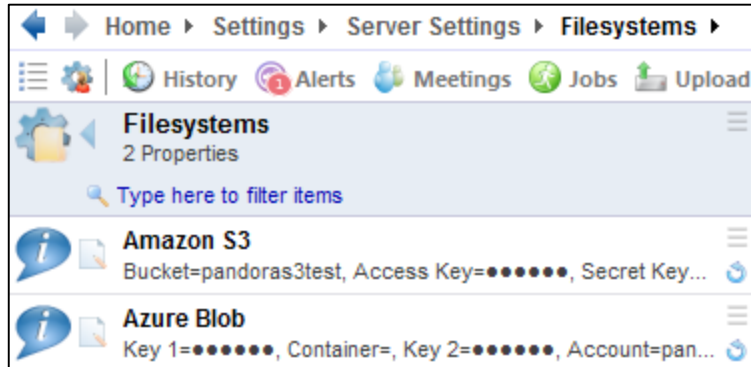 Home Settings Server Settings Filesystems
History 1 Alerts Meetings Jobs Upload
Filesystems
2 Properties
Type here to filter items
Amazon S3
Bucket=pandoras3test, Access Key=●●●●●●, Secret Key...
Azure Blob
Key 1=●●●●●●, Container=, Key 2=●●●●●●, Account=pan...